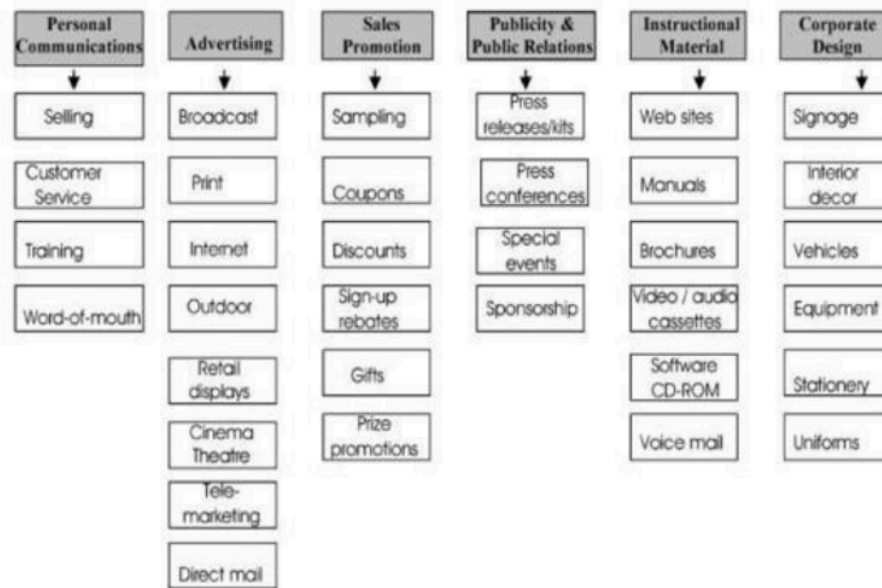 Personal
Communications
Selling
Customer
Service
Training
Word-of-mouth
Advertising
Broadcast
Print
Internet
Outdoor
Retail
displays
Cinema
Theatre
Tele-
marketing
Direct mail
Sales
Promotion
Sampling
Coupons
Discounts
Sign-up
rebates
Gifts
Prize
promotions
Publicity &
Public Relations
Press
releases/kits
Press
conferences
Special
events
Sponsorship
Instructional
Material
Web sites
Manuals
Brochures
Video / audio
cassettes
Software
CD-ROM
Voice mail
Corporate
Design
Signage
Interior
decor
Vehicles
Equipment
Stationery
Uniforms